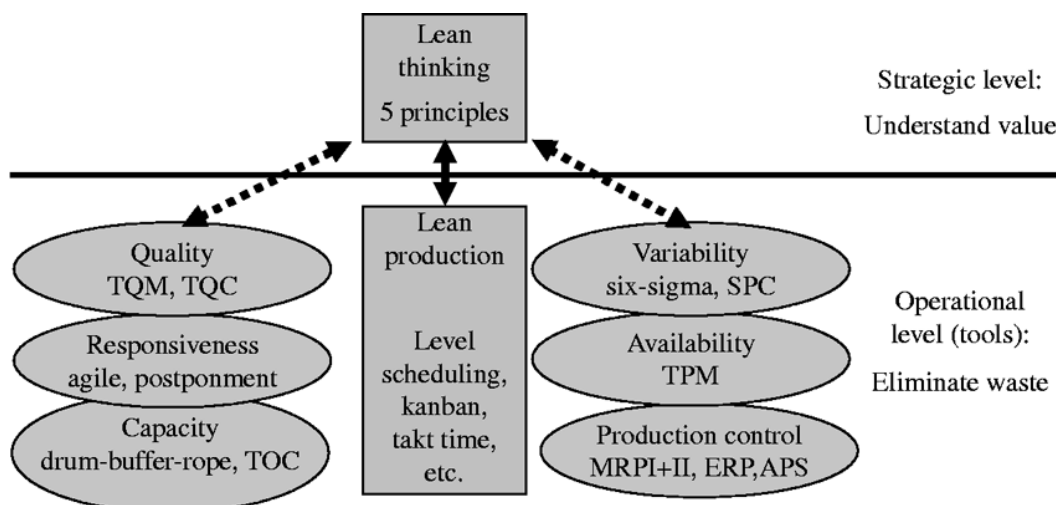 Lean
thinking
5 principles
Strategic level:
Understand value
Quality
TQM, TQC
Responsiveness
agile, postponment
Capacity
drum-buffer-rope, TOC
Lean
production
Level
scheduling,
kanban,
takt time,
etc.
Variability
six-sigma, SPC
Availability
TPM
Production control
MRPI+II, ERP,APS
Operational
level (tools):
Eliminate waste